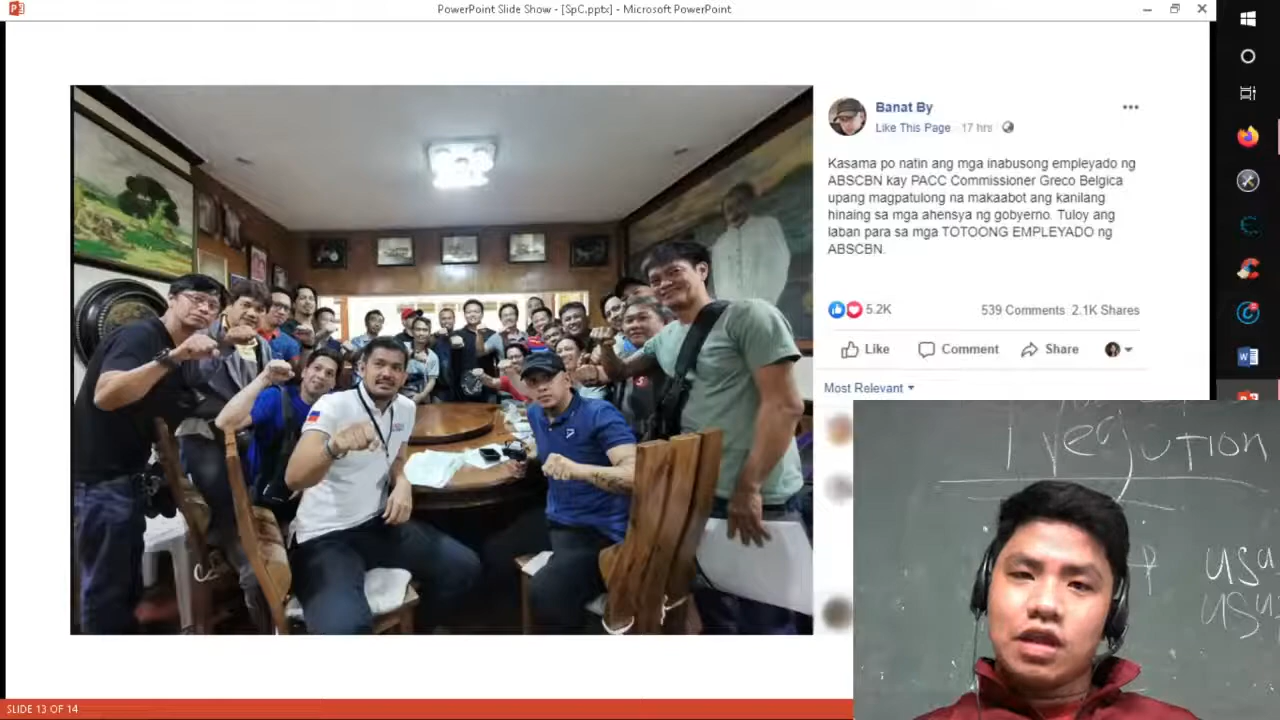 PowerPoint Slide Show - [SpC.pptx] - Microsoft PowerPoint
Banat By
Like This Page · 17 hrs ·
Kasama po natin ang mga inabusong empleyado ng
ABSCBN kay PACC Commissioner Greco Belgica
upang magpatulong na makaabot ang kanilang
hinaing sa mga ahensya ng gobyerno. Tuloy ang
laban para sa mga TOTOONG EMPLEYADO ng
ABSCBN.
5.2K
539 Comments 2.1K Shares
Like Comment Share
Most Relevant
usu
usu
SLIDE 13 OF 14